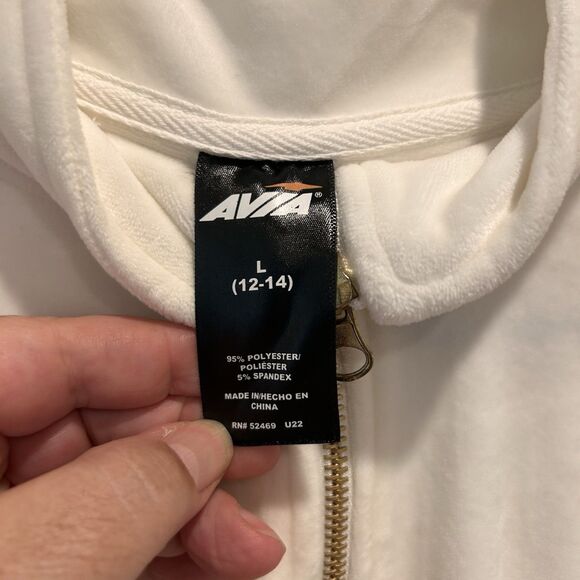 AVIA®
L
(12-14)
95% POLYESTER/
POLIÉSTER
5% SPANDEX
MADE IN/HECHO EN
CHINA
RN# 52469 U22